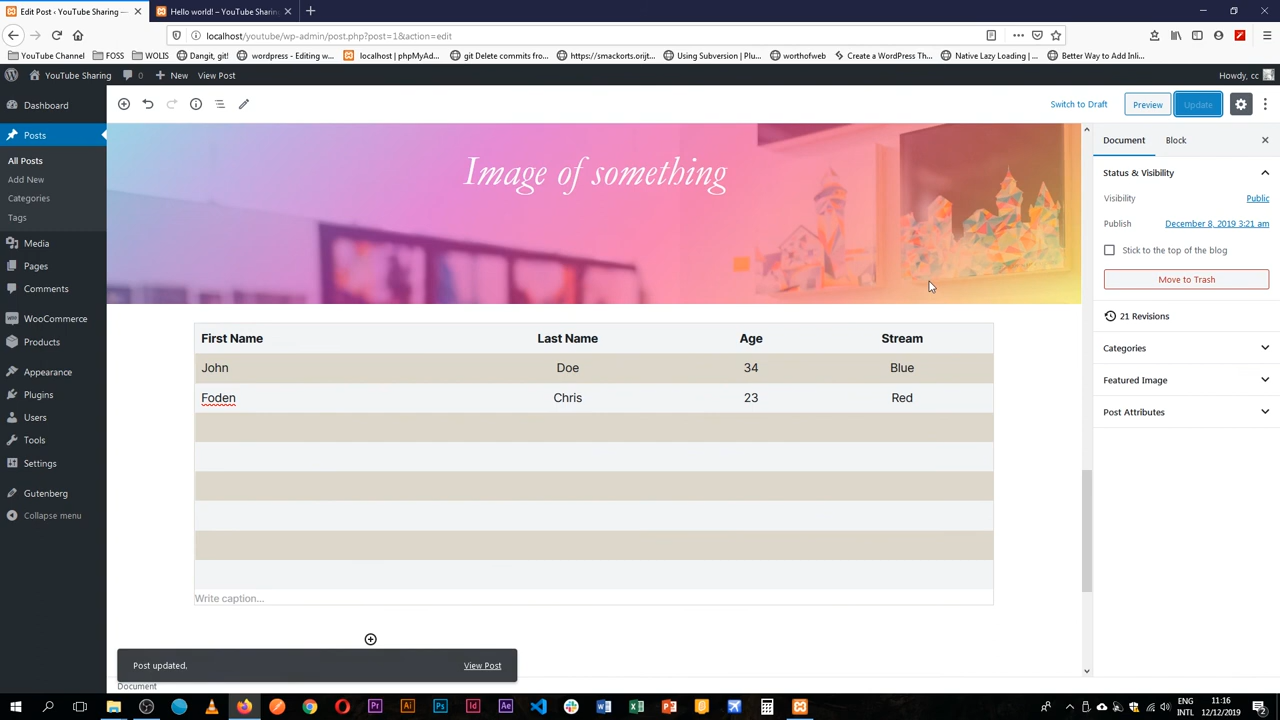 Edit Post ‹ YouTube Sharing —
Hello world! – YouTube Sharing
localhost/youtube/wp-admin/post.php?post=1&action=edit
YouTube Channel
FOSS
WOLIS
Dangit, git!
wordpress - Editing w…
localhost | phpMyAd…
git Delete commits fro…
https://smackorts.orijt…
Using Subversion | Plu…
worthofweb
Create a WordPress Th…
Native Lazy Loading | …
Better Way to Add Inli…
YouTube Sharing
0
New
View Post
Howdy, cc
Dashboard
Posts
All Posts
Add New
Categories
Tags
Media
Pages
Comments
WooCommerce
Products
Appearance
Plugins
Users
Tools
Settings
Gutenberg
Collapse menu
Switch to Draft
Preview
Update
Image of something
First Name Last Name Age Stream
John Doe 34 Blue
Foden Chris 23 Red
Write caption...
Post updated.
View Post
Document
Document
Block
Status & Visibility
Visibility
Public
Publish
December 8, 2019 3:21 am
Stick to the top of the blog
Move to Trash
21 Revisions
Categories
Featured Image
Post Attributes
Pr
Ai
Ps
Id
Ae
ENG
INTL
11:16
12/12/2019